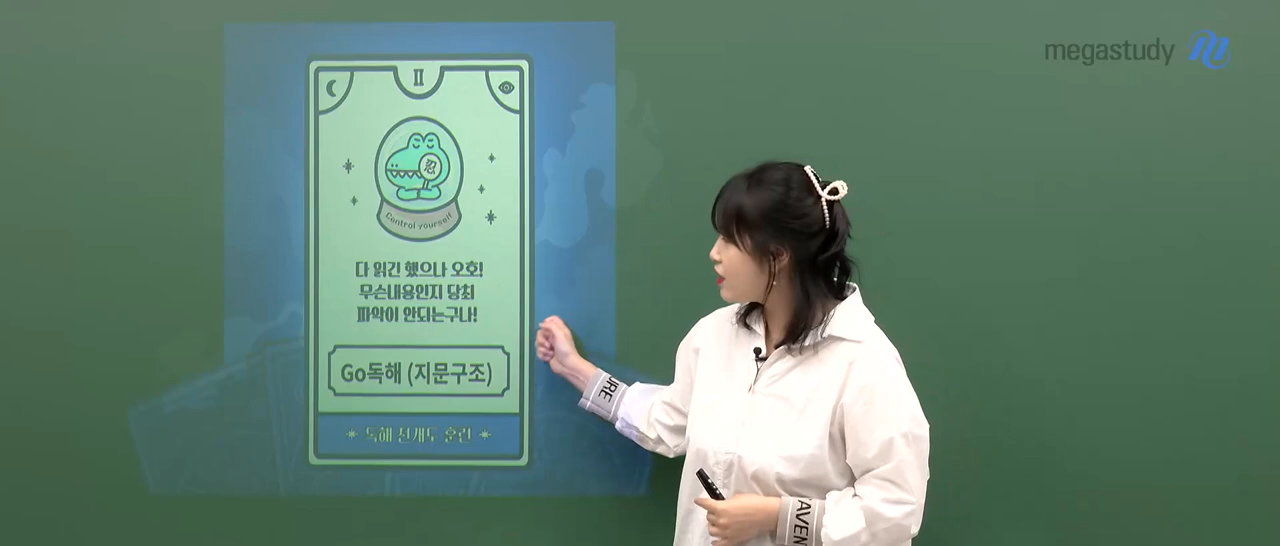 megastudy
II
忍
Control yourself
다 읽긴 했으나 오호!
무슨내용인지 당최
파악이 안되는구나!
Go독해 (지문구조)
독해 신개도 훈련
URE
AVEN